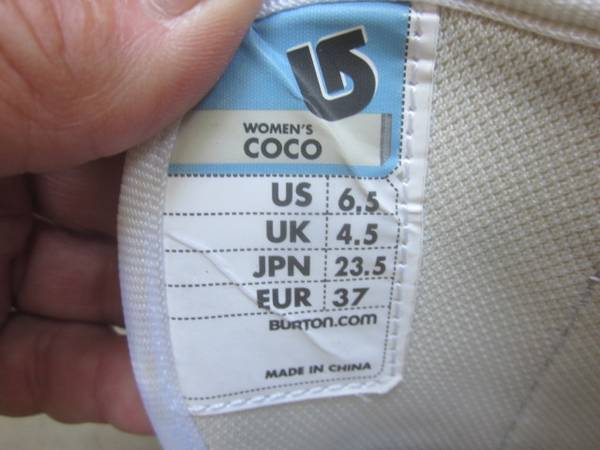 WOMEN'S
COCO
US 6.5
UK 4.5
JPN 23.5
EUR 37
BURTON.COM
MADE IN CHINA